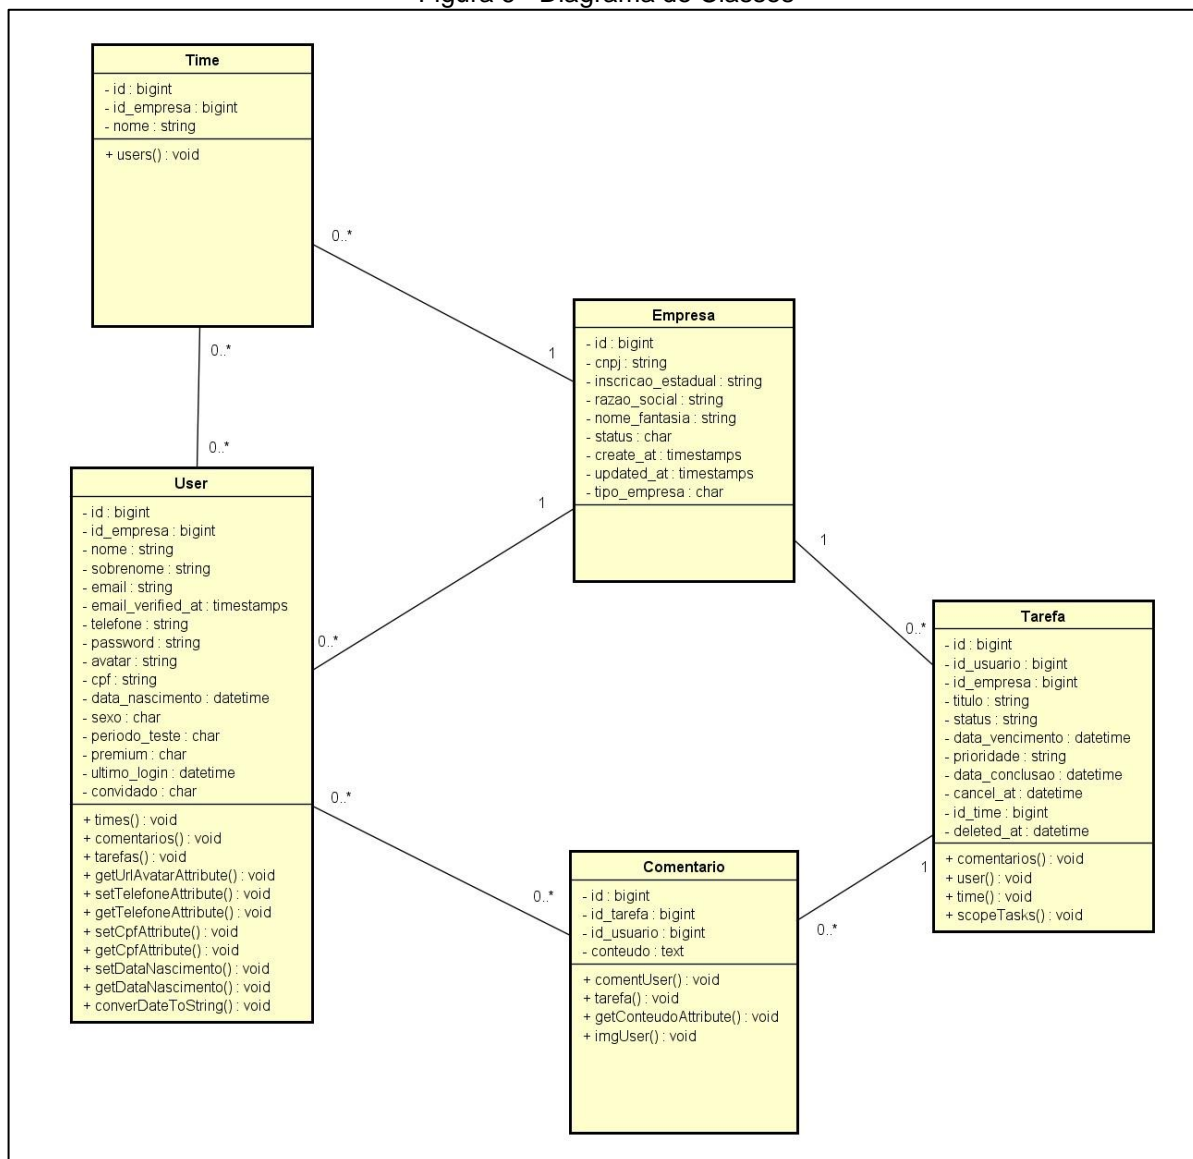 Diagrama de Classes
Time
- id : bigint
- id_empresa : bigint
- nome : string
+ users() : void
0..*
1
0..*
0..*
Empresa
- id : bigint
- cnpj : string
- inscricao_estadual : string
- razao_social : string
- nome_fantasia : string
- status : char
- create_at : timestamps
- updated_at : timestamps
- tipo_empresa : char
1
0..*
1
0..*
User
- id : bigint
- id_empresa : bigint
- nome : string
- sobrenome : string
- email : string
- email_verified_at : timestamps
- telefone : string
- password : string
- avatar : string
- cpf : string
- data_nascimento : datetime
- sexo : char
- periodo_teste : char
- premium : char
- ultimo_login : datetime
- convidado : char
+ times() : void
+ comentarios() : void
+ tarefas() : void
+ getUrlAvatarAttribute() : void
+ setTelefoneAttribute() : void
+ getTelefoneAttribute() : void
+ setCpfAttribute() : void
+ getCpfAttribute() : void
+ setDataNascimento() : void
+ getDataNascimento() : void
+ converDateToString() : void
0..*
0..*
Tarefa
- id : bigint
- id_usuario : bigint
- id_empresa : bigint
- titulo : string
- status : string
- data_vencimento : datetime
- prioridade : string
- data_conclusao : datetime
- cancel_at : datetime
- id_time : bigint
- deleted_at : datetime
+ comentarios() : void
+ user() : void
+ time() : void
+ scopeTasks() : void
1
0..*
Comentario
- id : bigint
- id_tarefa : bigint
- id_usuario : bigint
- conteudo : text
+ comentUser() : void
+ tarefa() : void
+ getConteudoAttribute() : void
+ imgUser() : void